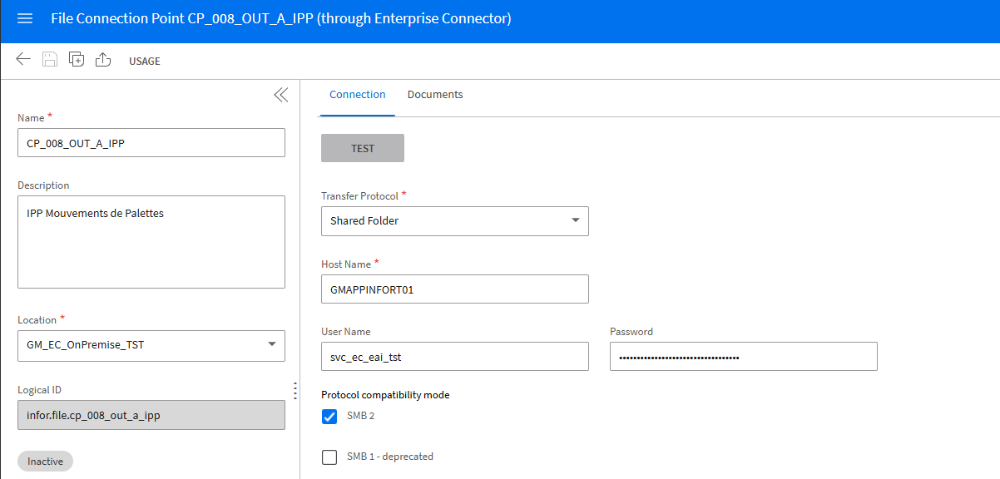 File Connection Point CP_008_OUT_A_IPP (through Enterprise Connector)
USAGE
Name *
CP_008_OUT_A_IPP
Description
IPP Mouvements de Palettes
Location *
GM_EC_OnPremise_TST
Logical ID
infor.file.cp_008_out_a_ipp
Inactive
Connection Documents
TEST
Transfer Protocol *
Shared Folder
Host Name *
GMAPPINFORT01
User Name Password
svc_ec_eai_tst
Protocol compatibility mode
SMB 2
SMB 1 - deprecated